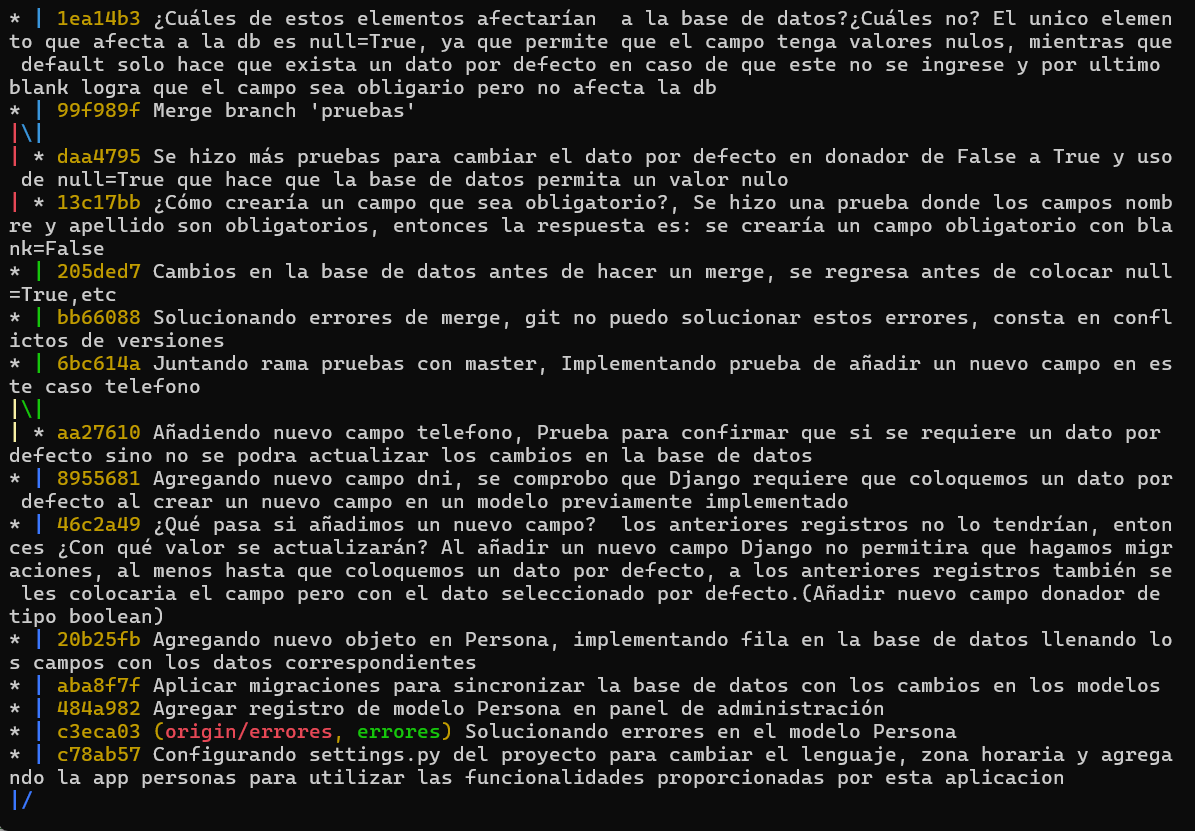 * | 1ea14b3 ¿Cuáles de estos elementos afectarían  a la base de datos?¿Cuáles no? El unico elemen
to que afecta a la db es null=True, ya que permite que el campo tenga valores nulos, mientras que
 default solo hace que exista un dato por defecto en caso de que este no se ingrese y por ultimo
blank logra que el campo sea obligario pero no afecta la db
* | 99f989f Merge branch 'pruebas'
|\|
| * daa4795 Se hizo más pruebas para cambiar el dato por defecto en donador de False a True y uso
 de null=True que hace que la base de datos permita un valor nulo
| * 13c17bb ¿Cómo crearía un campo que sea obligatorio?, Se hizo una prueba donde los campos nomb
re y apellido son obligatorios, entonces la respuesta es: se crearía un campo obligatorio con bla
nk=False
* | 205ded7 Cambios en la base de datos antes de hacer un merge, se regresa antes de colocar null
=True,etc
* | bb66088 Solucionando errores de merge, git no puedo solucionar estos errores, consta en confl
ictos de versiones
* | 6bc614a Juntando rama pruebas con master, Implementando prueba de añadir un nuevo campo en es
te caso telefono
|\|
| * aa27610 Añadiendo nuevo campo telefono, Prueba para confirmar que si se requiere un dato por
defecto sino no se podra actualizar los cambios en la base de datos
* | 8955681 Agregando nuevo campo dni, se comprobo que Django requiere que coloquemos un dato por
 defecto al crear un nuevo campo en un modelo previamente implementado
* | 46c2a49 ¿Qué pasa si añadimos un nuevo campo?  los anteriores registros no lo tendrían, enton
ces ¿Con qué valor se actualizarán? Al añadir un nuevo campo Django no permitira que hagamos migr
aciones, al menos hasta que coloquemos un dato por defecto, a los anteriores registros también se
 les colocaria el campo pero con el dato seleccionado por defecto.(Añadir nuevo campo donador de
tipo boolean)
* | 20b25fb Agregando nuevo objeto en Persona, implementando fila en la base de datos llenando lo
s campos con los datos correspondientes
* | aba8f7f Aplicar migraciones para sincronizar la base de datos con los cambios en los modelos
* | 484a982 Agregar registro de modelo Persona en panel de administración
* | c3eca03 (origin/errores, errores) Solucionando errores en el modelo Persona
* | c78ab57 Configurando settings.py del proyecto para cambiar el lenguaje, zona horaria y agrega
ndo la app personas para utilizar las funcionalidades proporcionadas por esta aplicacion
|/